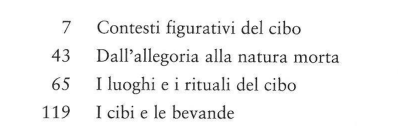 7 Contesti figurativi del cibo
43 Dall'allegoria alla natura morta
65 I luoghi e i rituali del cibo
119 I cibi e le bevande